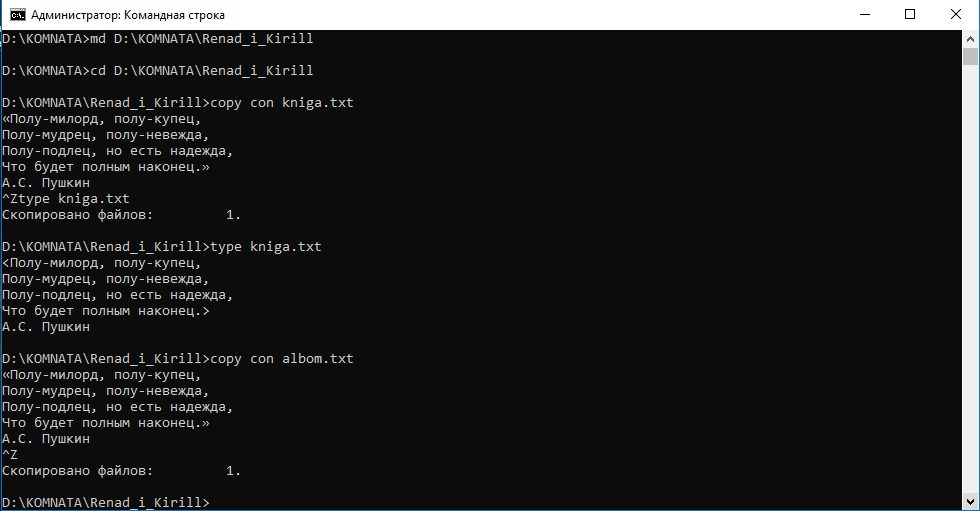 Администратор: Командная строка
D:\KOMNATA>md D:\KOMNATA\Renad_i_Kirill
D:\KOMNATA>cd D:\KOMNATA\Renad_i_Kirill
D:\KOMNATA\Renad_i_Kirill>copy con kniga.txt
«Полу-милорд, полу-купец,
Полу-мудрец, полу-невежда,
Полу-подлец, но есть надежда,
Что будет полным наконец.»
А.С. Пушкин
^Ztype kniga.txt
Скопировано файлов:         1.
D:\KOMNATA\Renad_i_Kirill>type kniga.txt
<Полу-милорд, полу-купец,
Полу-мудрец, полу-невежда,
Полу-подлец, но есть надежда,
Что будет полным наконец.>
А.С. Пушкин
D:\KOMNATA\Renad_i_Kirill>copy con albom.txt
«Полу-милорд, полу-купец,
Полу-мудрец, полу-невежда,
Полу-подлец, но есть надежда,
Что будет полным наконец.»
А.С. Пушкин
^Z
Скопировано файлов:         1.
D:\KOMNATA\Renad_i_Kirill>